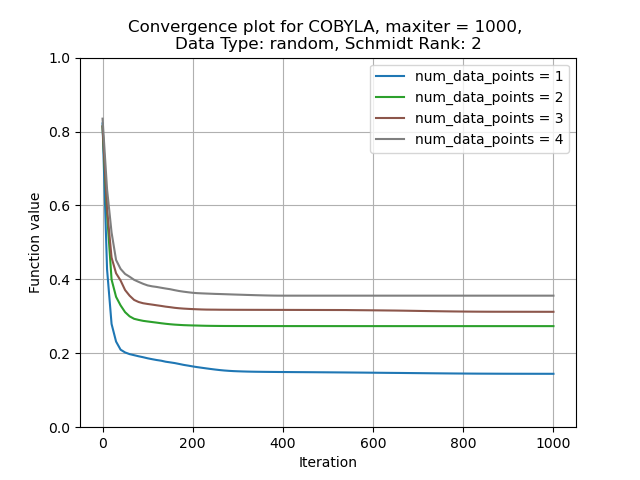 Convergence plot for COBYLA, maxiter = 1000,
Data Type: random, Schmidt Rank: 2
1.0
0.8
0.6
0.4
0.2
0.0
Function value
num_data_points = 1
num_data_points = 2
num_data_points = 3
num_data_points = 4
0
200
400
600
800
1000
Iteration